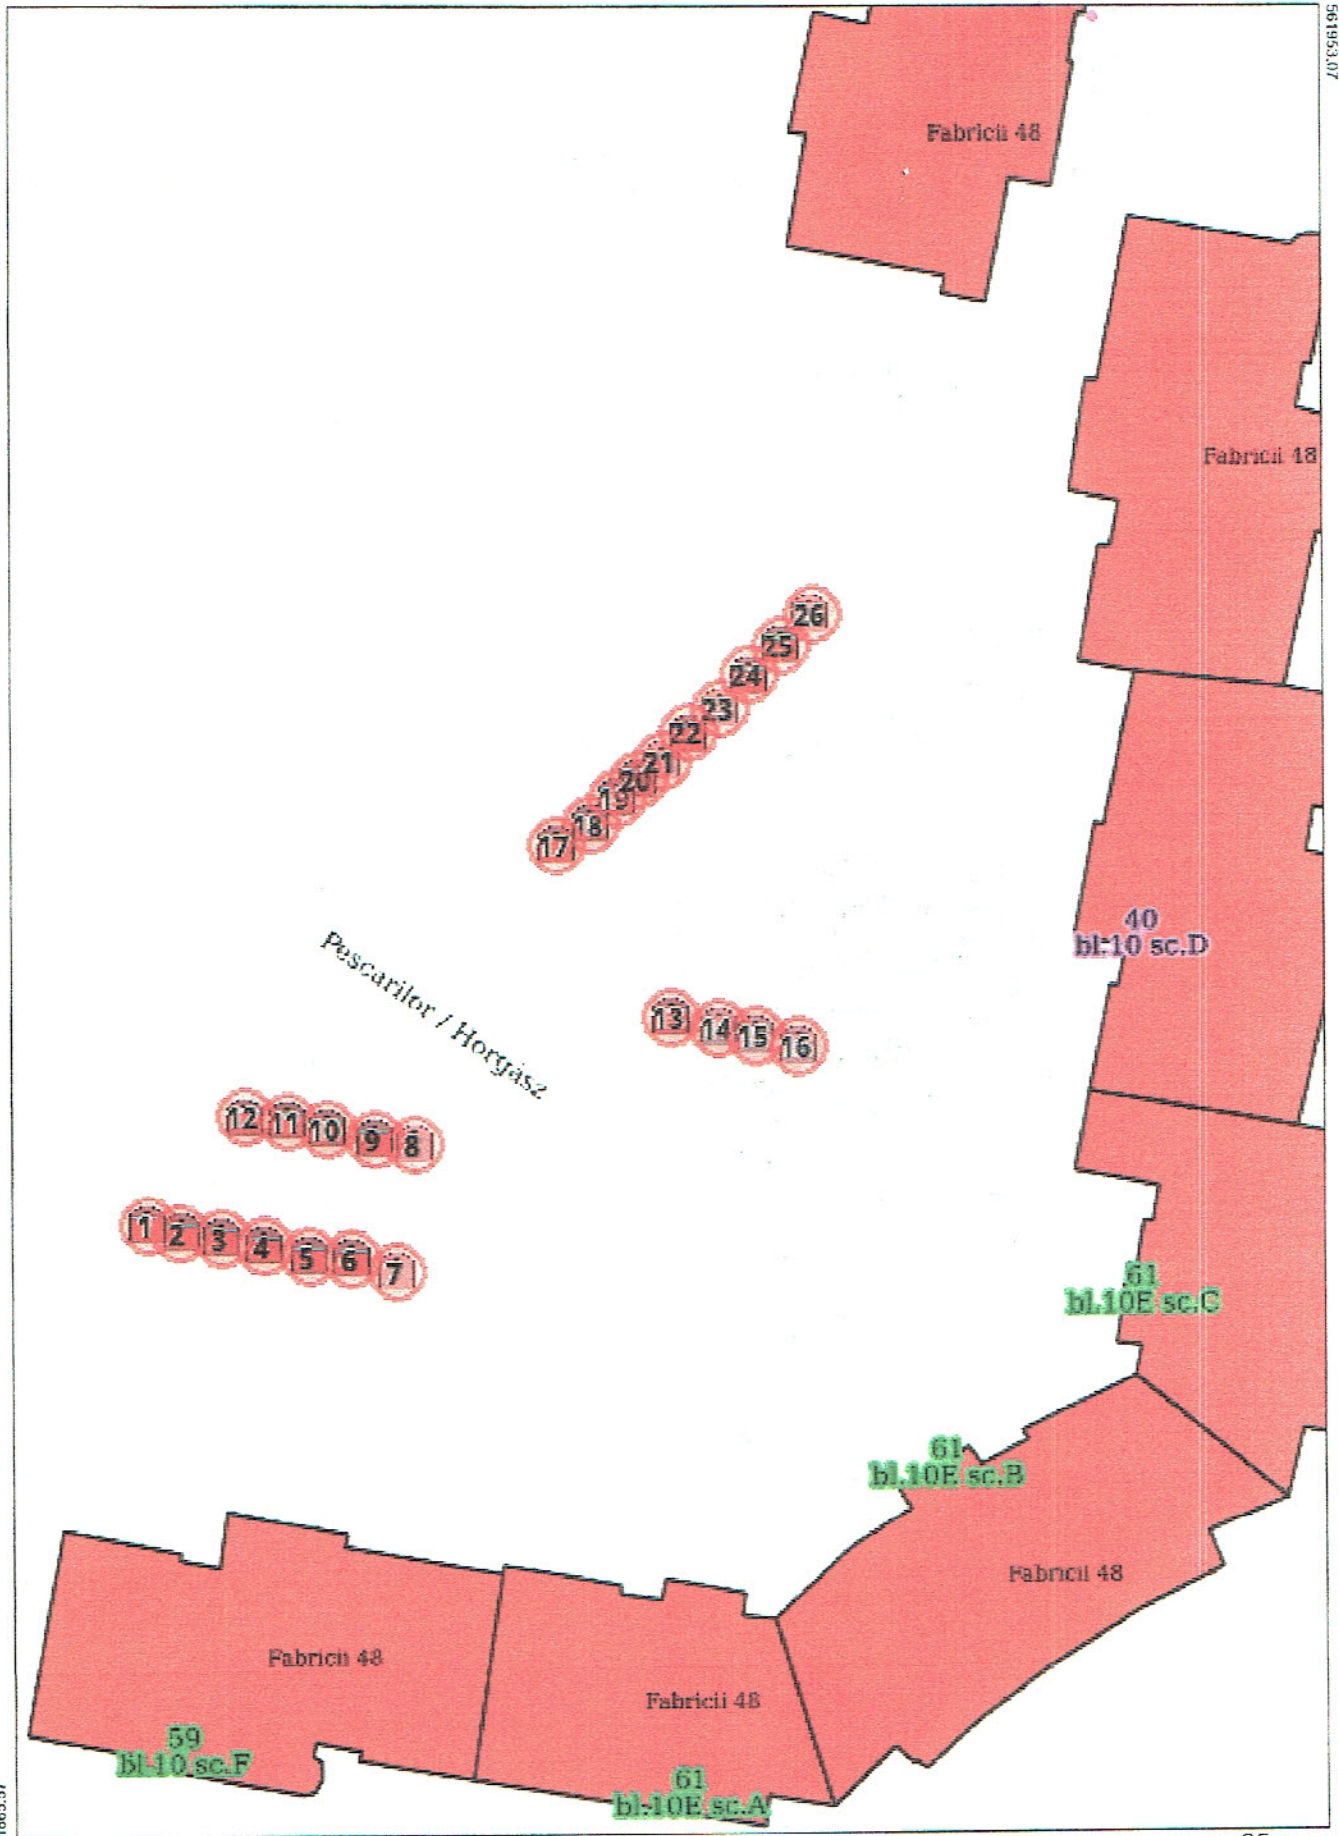 561953.07
Fabricii 48
Fabricii 48
26
25
24
23
22
21
20
19
18
17
40
bl:10 sc.D
Pescarilor / Horgász
13 14 15 16
12 11 10 9 8
1 2 3 4 5 6 7
61
bl.10E sc.C
61
bl.10E sc.B
Fabricii 48
Fabricii 48
Fabricii 48
59
bl-10 sc.F
61
bl-10E sc.A